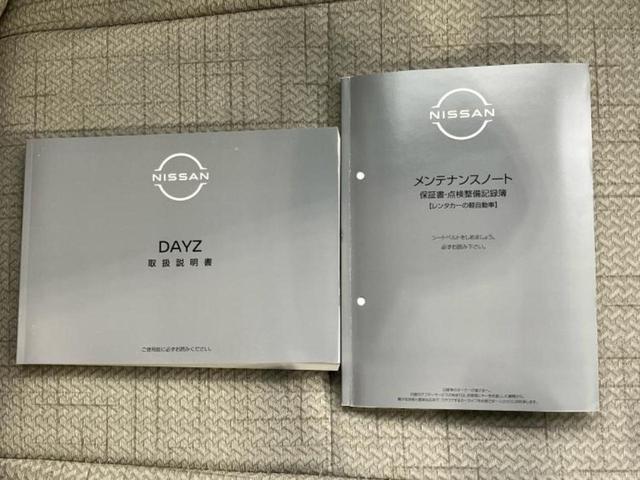 NISSAN
DAYZ
取扱説明書
ご使用前に必ずお読みください。
NISSAN
メンテナンスノート
保証書・点検整備記録簿
【レンタカーの軽自動車】
シートベルトをしめましょう。
必ずお読み下さい。